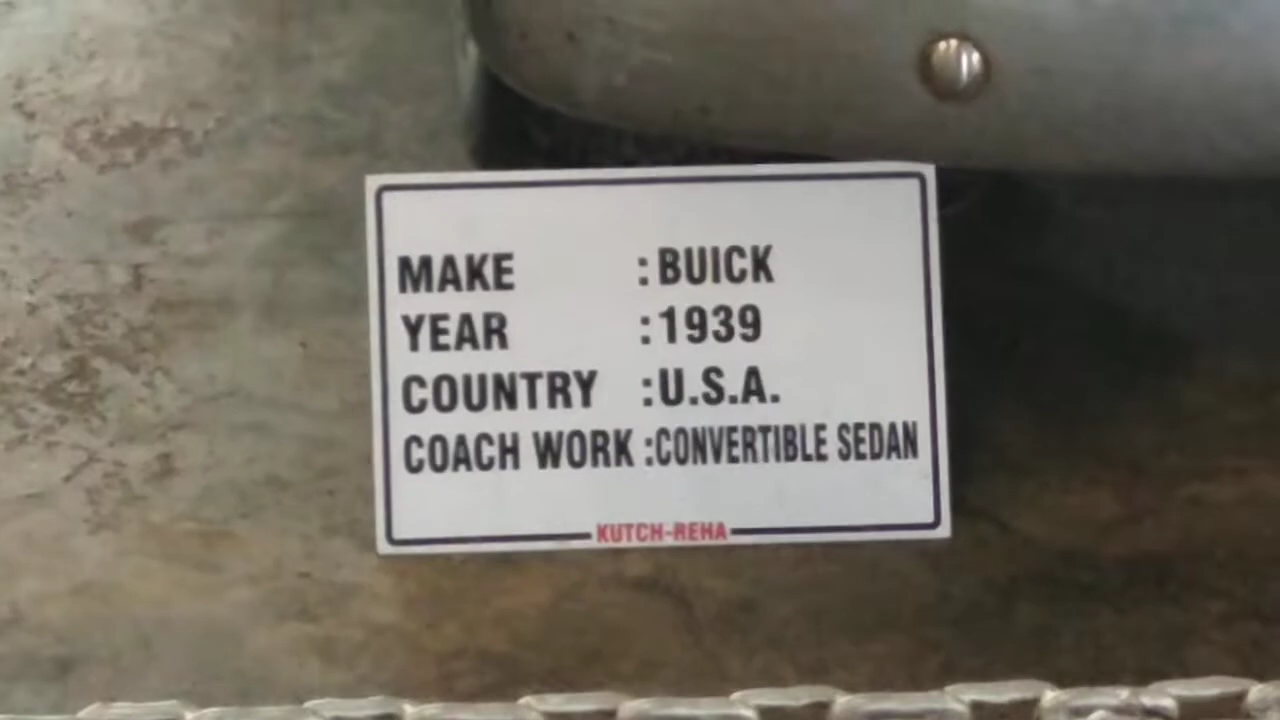 MAKE : BUICK
YEAR : 1939
COUNTRY : U.S.A.
COACH WORK : CONVERTIBLE SEDAN
KUTCH-REHA